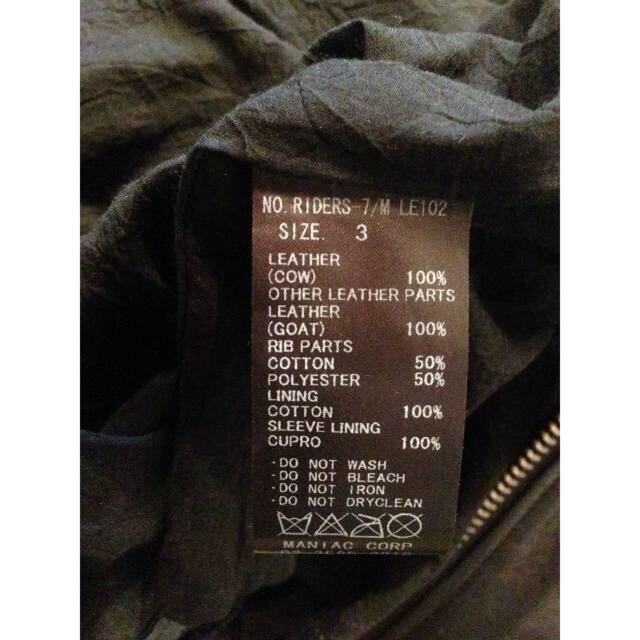 NO. RIDERS-7/M LE102
SIZE. 3
LEATHER
(COW) 100%
OTHER LEATHER PARTS
LEATHER
(GOAT) 100%
RIB PARTS
COTTON 50%
POLYESTER 50%
LINING
COTTON 100%
SLEEVE LINING
CUPRO 100%
·DO NOT WASH
·DO NOT BLEACH
·DO NOT IRON
·DO NOT DRYCLEAN
MANIAC CORP